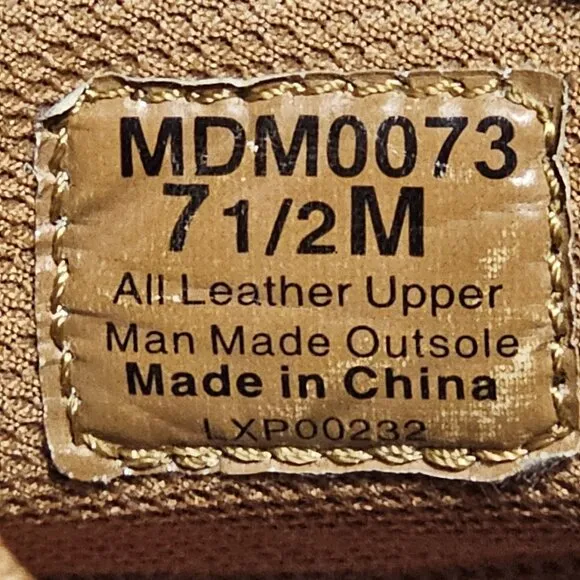 MDM0073
7 1/2M
All Leather Upper
Man Made Outsole
Made in China
LXP00232